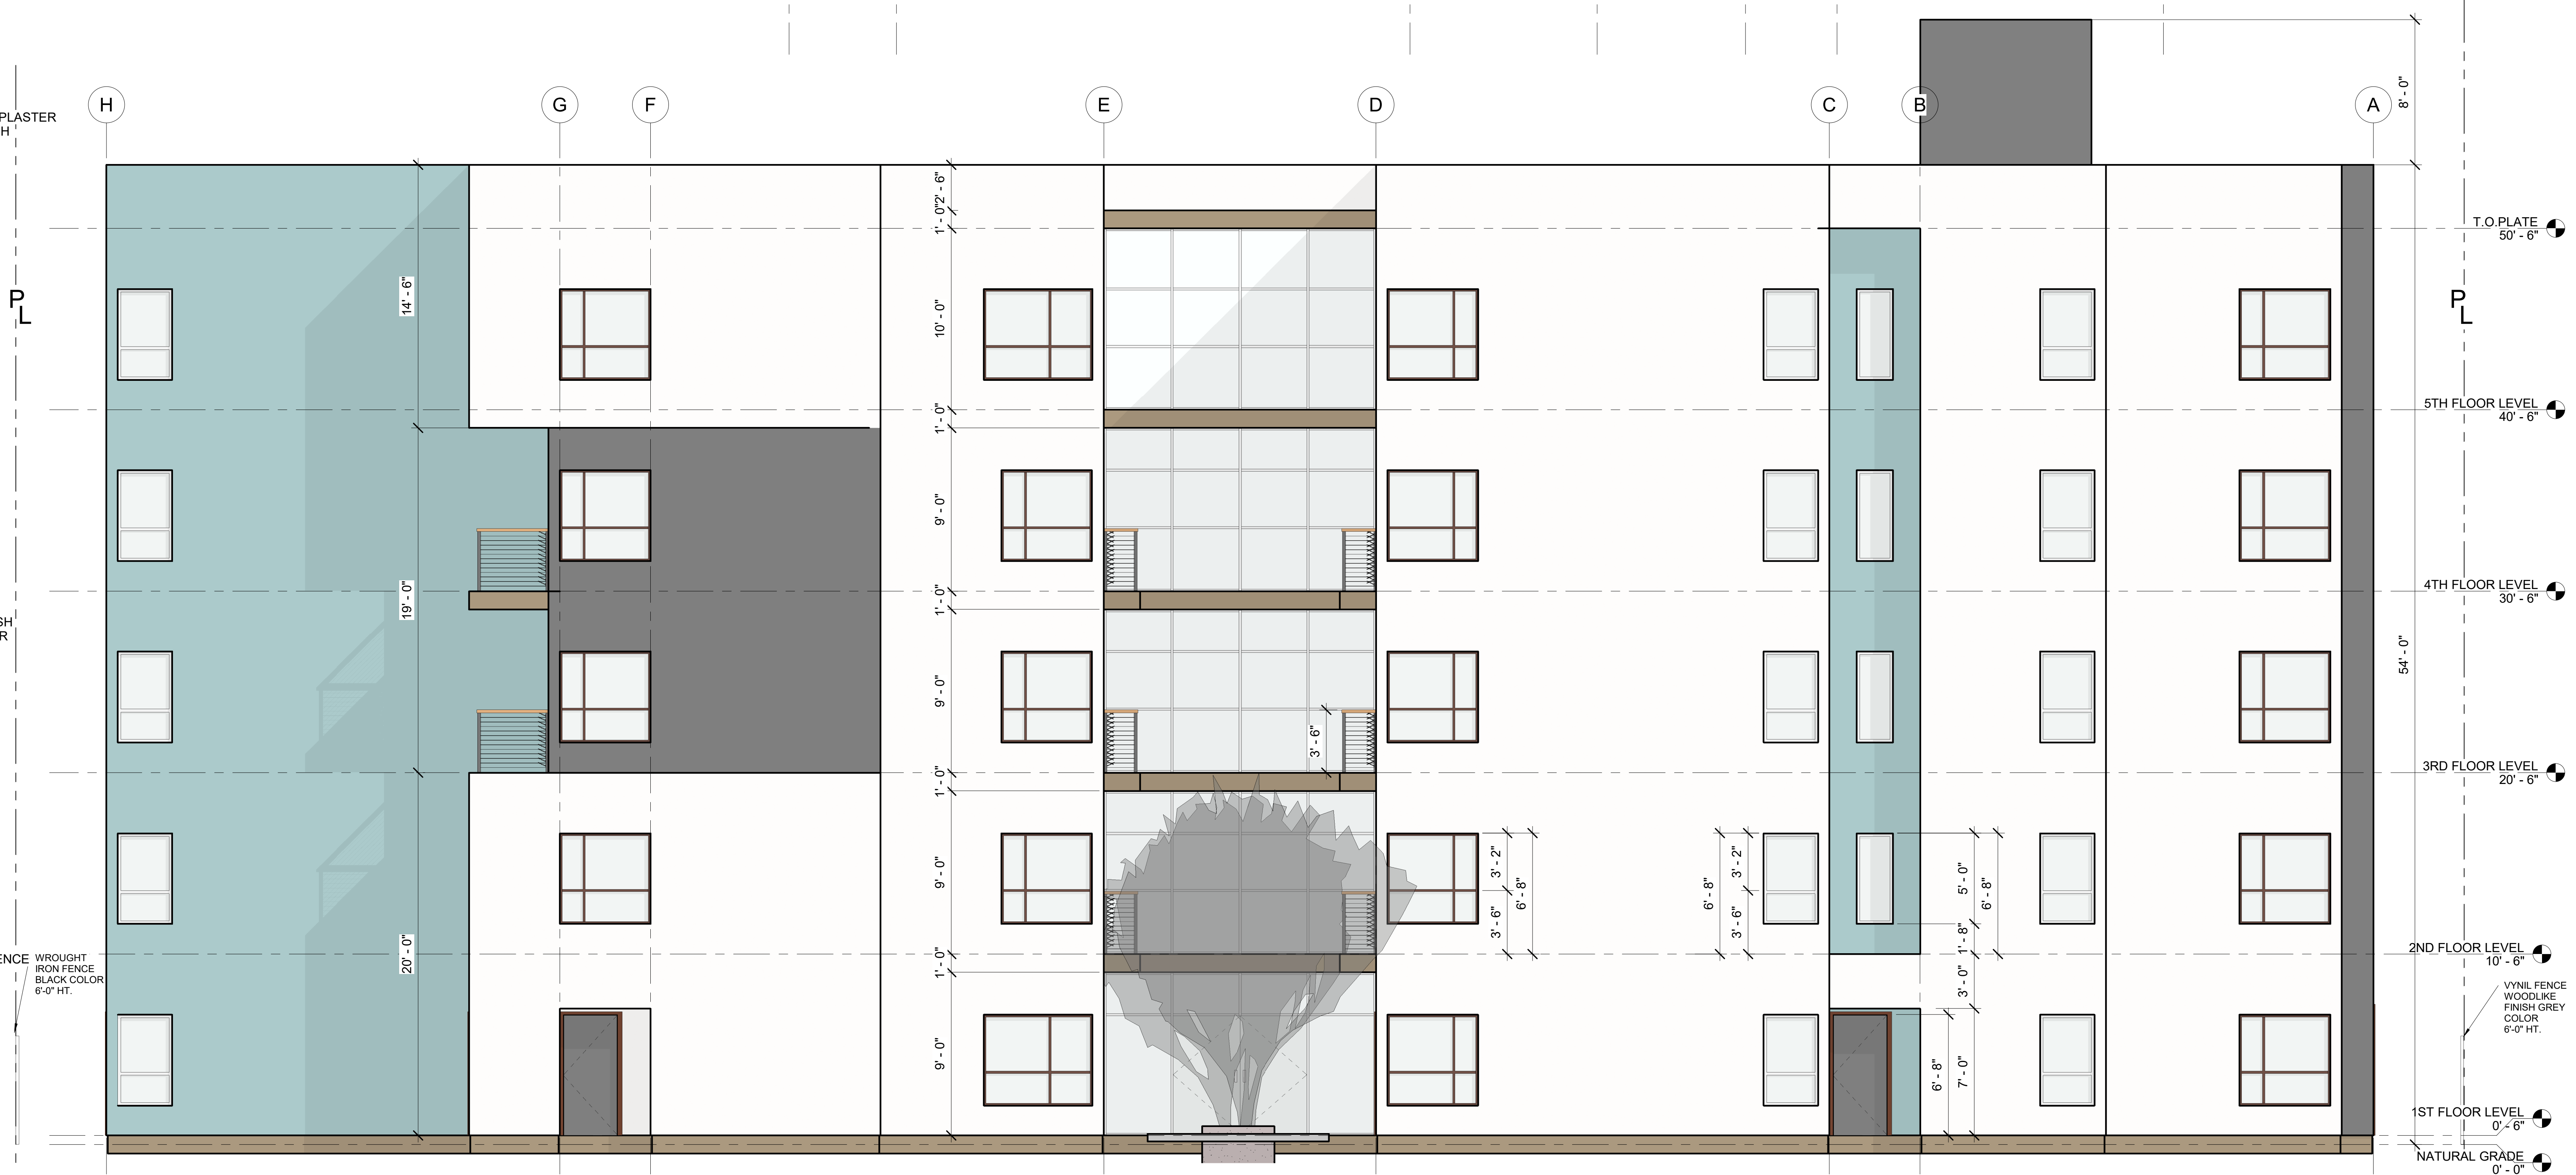 8' - 0"
H
G
F
E
D
C
B
A
PLASTER
H
2' - 6"
1' - 0"
T.O.PLATE
50' - 6"
P
L
14' - 6"
10' - 0"
P
L
5TH FLOOR LEVEL
40' - 6"
1' - 0"
9' - 0"
4TH FLOOR LEVEL
30' - 6"
19' - 0"
1' - 0"
SH
R
54' - 0"
9' - 0"
3' - 6"
3RD FLOOR LEVEL
20' - 6"
1' - 0"
9' - 0"
3' - 2"
6' - 8"
3' - 6"
6' - 8"
3' - 2"
3' - 6"
5' - 0"
6' - 8"
1' - 8"
2ND FLOOR LEVEL
10' - 6"
20' - 0"
1' - 0"
3' - 0"
ENCE
WROUGHT
IRON FENCE
BLACK COLOR
6'-0" HT.
VYNIL FENCE
WOODLIKE
FINISH GREY
COLOR
6'-0" HT.
9' - 0"
6' - 8"
7' - 0"
1ST FLOOR LEVEL
0' - 6"
NATURAL GRADE
0' - 0"